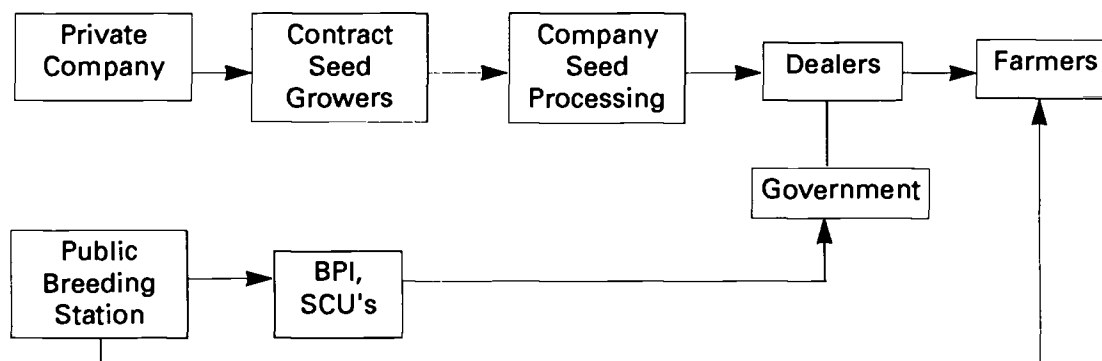 Private
Company
Contract
Seed
Growers
Company
Seed
Processing
Dealers
Farmers
Government
Public
Breeding
Station
BPI,
SCU's